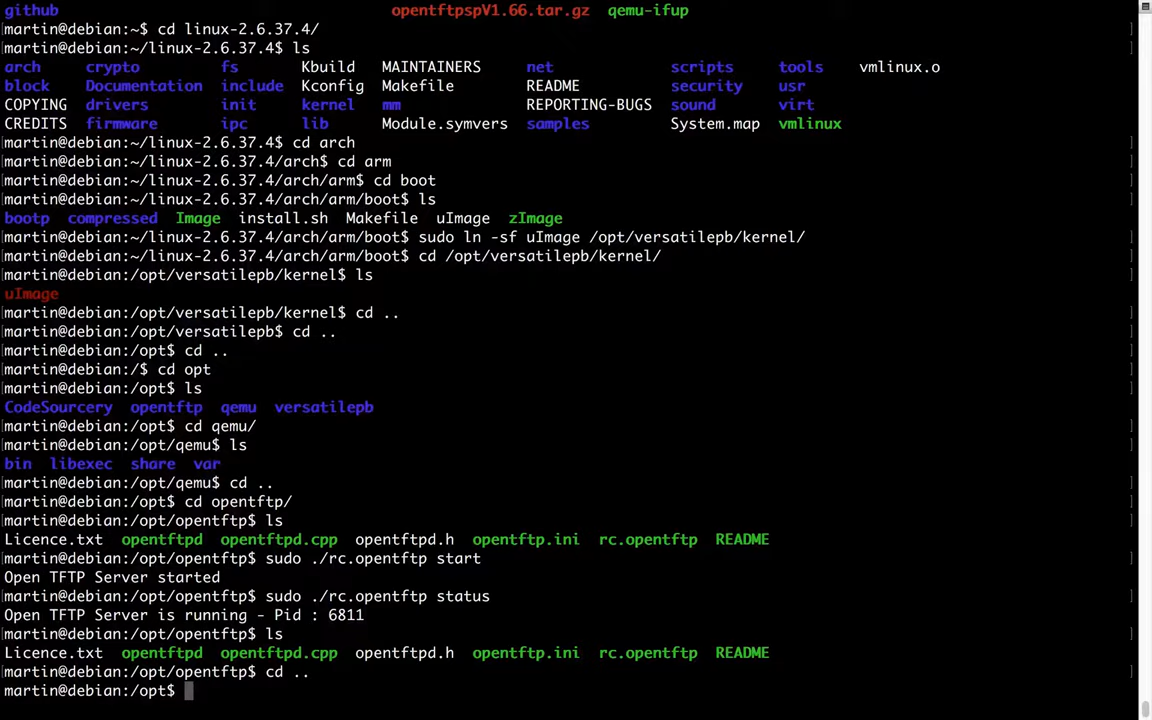 github                                     opentftpspV1.66.tar.gz  qemu-ifup
martin@debian:~$ cd linux-2.6.37.4/
martin@debian:~/linux-2.6.37.4$ ls
arch     crypto         fs       Kbuild   MAINTAINERS     net             scripts     tools    vmlinux.o
block    Documentation  include  Kconfig  Makefile        README          security    usr
COPYING  drivers        init     kernel   mm              REPORTING-BUGS  sound       virt
CREDITS  firmware       ipc      lib      Module.symvers  samples         System.map  vmlinux
martin@debian:~/linux-2.6.37.4$ cd arch
martin@debian:~/linux-2.6.37.4/arch$ cd arm
martin@debian:~/linux-2.6.37.4/arch/arm$ cd boot
martin@debian:~/linux-2.6.37.4/arch/arm/boot$ ls
bootp  compressed  Image  install.sh  Makefile  uImage  zImage
martin@debian:~/linux-2.6.37.4/arch/arm/boot$ sudo ln -sf uImage /opt/versatilepb/kernel/
martin@debian:~/linux-2.6.37.4/arch/arm/boot$ cd /opt/versatilepb/kernel/
martin@debian:/opt/versatilepb/kernel$ ls
uImage
martin@debian:/opt/versatilepb/kernel$ cd ..
martin@debian:/opt/versatilepb$ cd ..
martin@debian:/opt$ cd ..
martin@debian:/$ cd opt
martin@debian:/opt$ ls
CodeSourcery  opentftp  qemu  versatilepb
martin@debian:/opt$ cd qemu/
martin@debian:/opt/qemu$ ls
bin  libexec  share  var
martin@debian:/opt/qemu$ cd ..
martin@debian:/opt$ cd opentftp/
martin@debian:/opt/opentftp$ ls
Licence.txt  opentftpd  opentftpd.cpp  opentftpd.h  opentftp.ini  rc.opentftp  README
martin@debian:/opt/opentftp$ sudo ./rc.opentftp start
Open TFTP Server started
martin@debian:/opt/opentftp$ sudo ./rc.opentftp status
Open TFTP Server is running - Pid : 6811
martin@debian:/opt/opentftp$ ls
Licence.txt  opentftpd  opentftpd.cpp  opentftpd.h  opentftp.ini  rc.opentftp  README
martin@debian:/opt/opentftp$ cd ..
martin@debian:/opt$